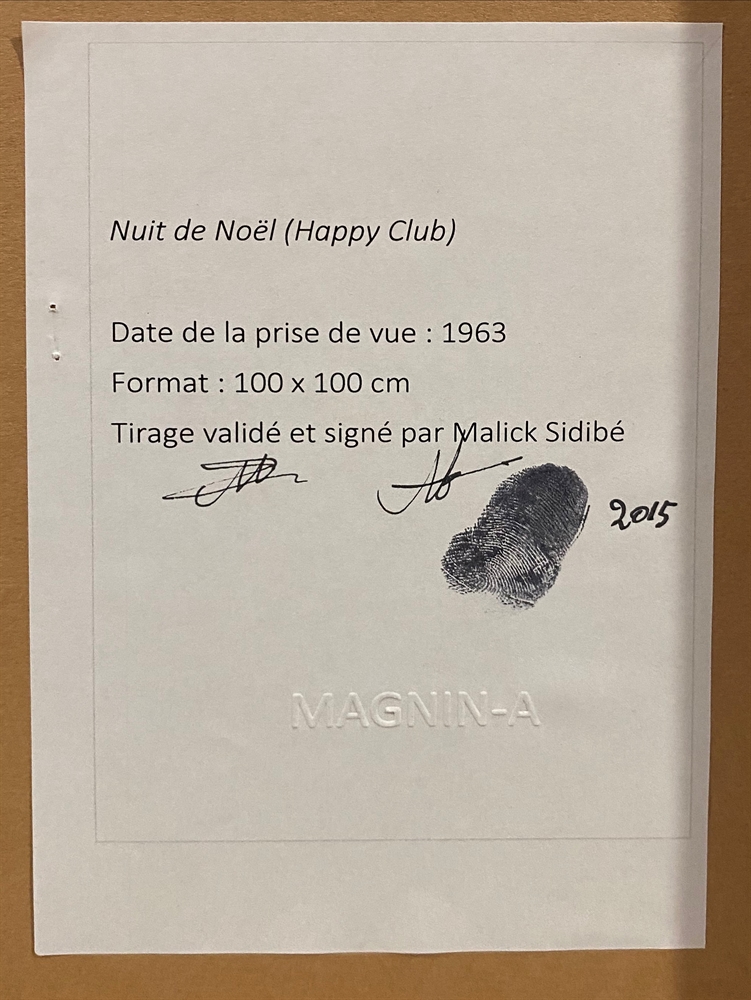 Nuit de Noël (Happy Club)
Date de la prise de vue : 1963
Format : 100 x 100 cm
Tirage validé et signé par Malick Sidibé
2015
MAGNIN-A